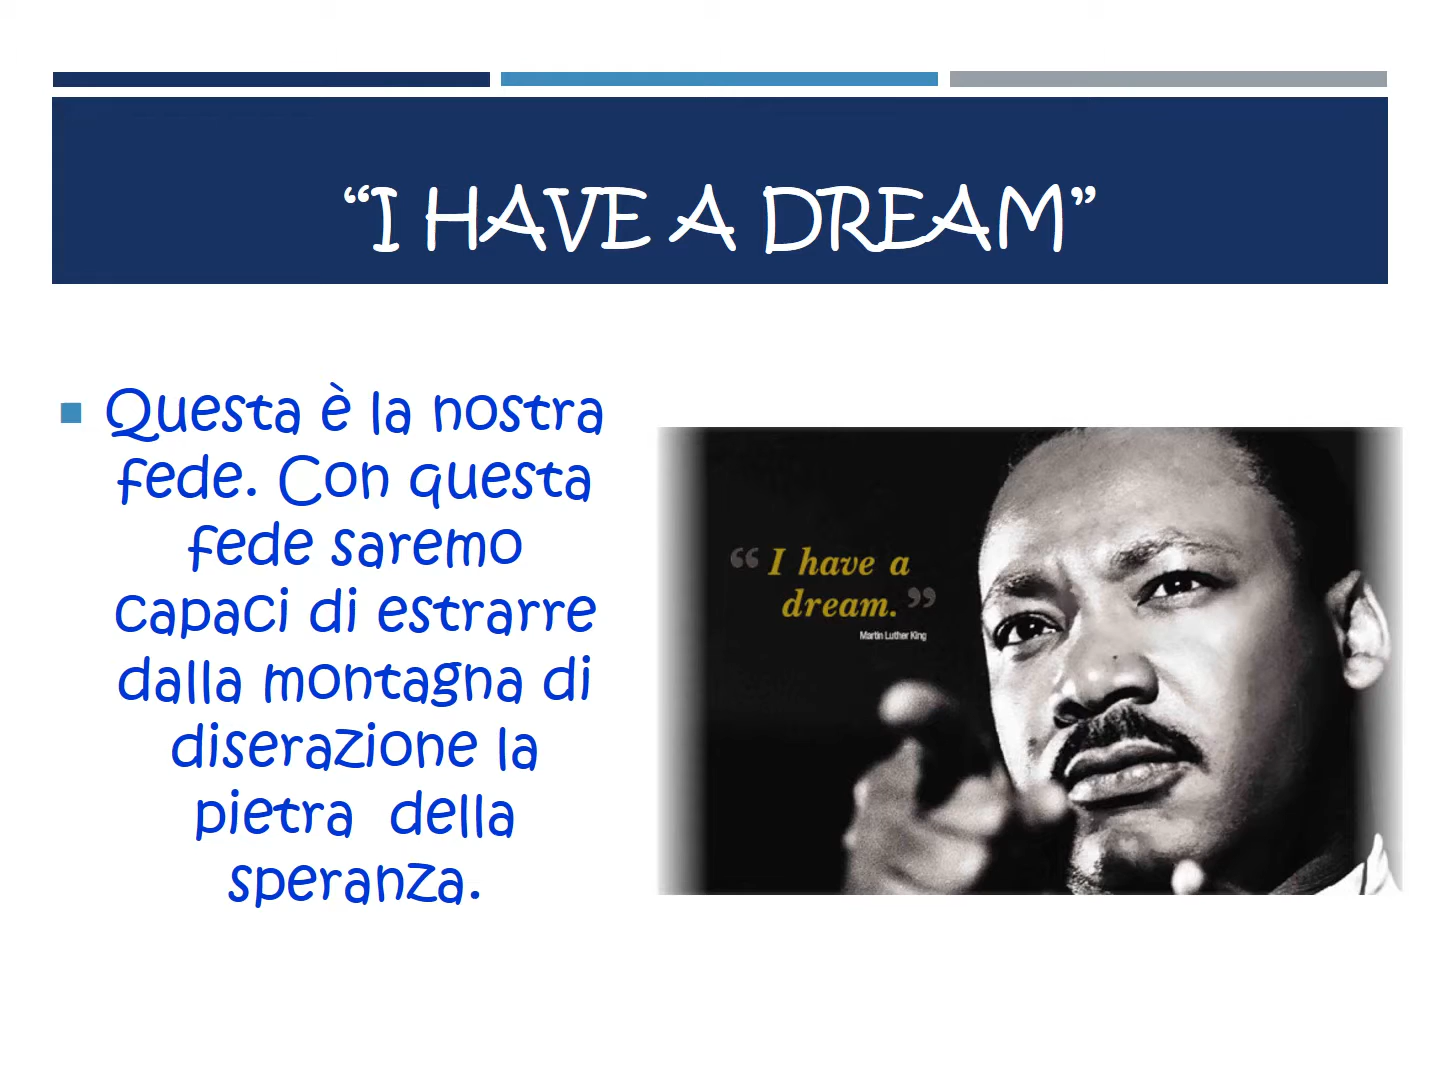 “I HAVE A DREAM”
Questa è la nostra
fede. Con questa
fede saremo
capaci di estrarre
dalla montagna di
diserazione la
pietra  della
speranza.
“ I have a
dream. ”
Martin Luther King